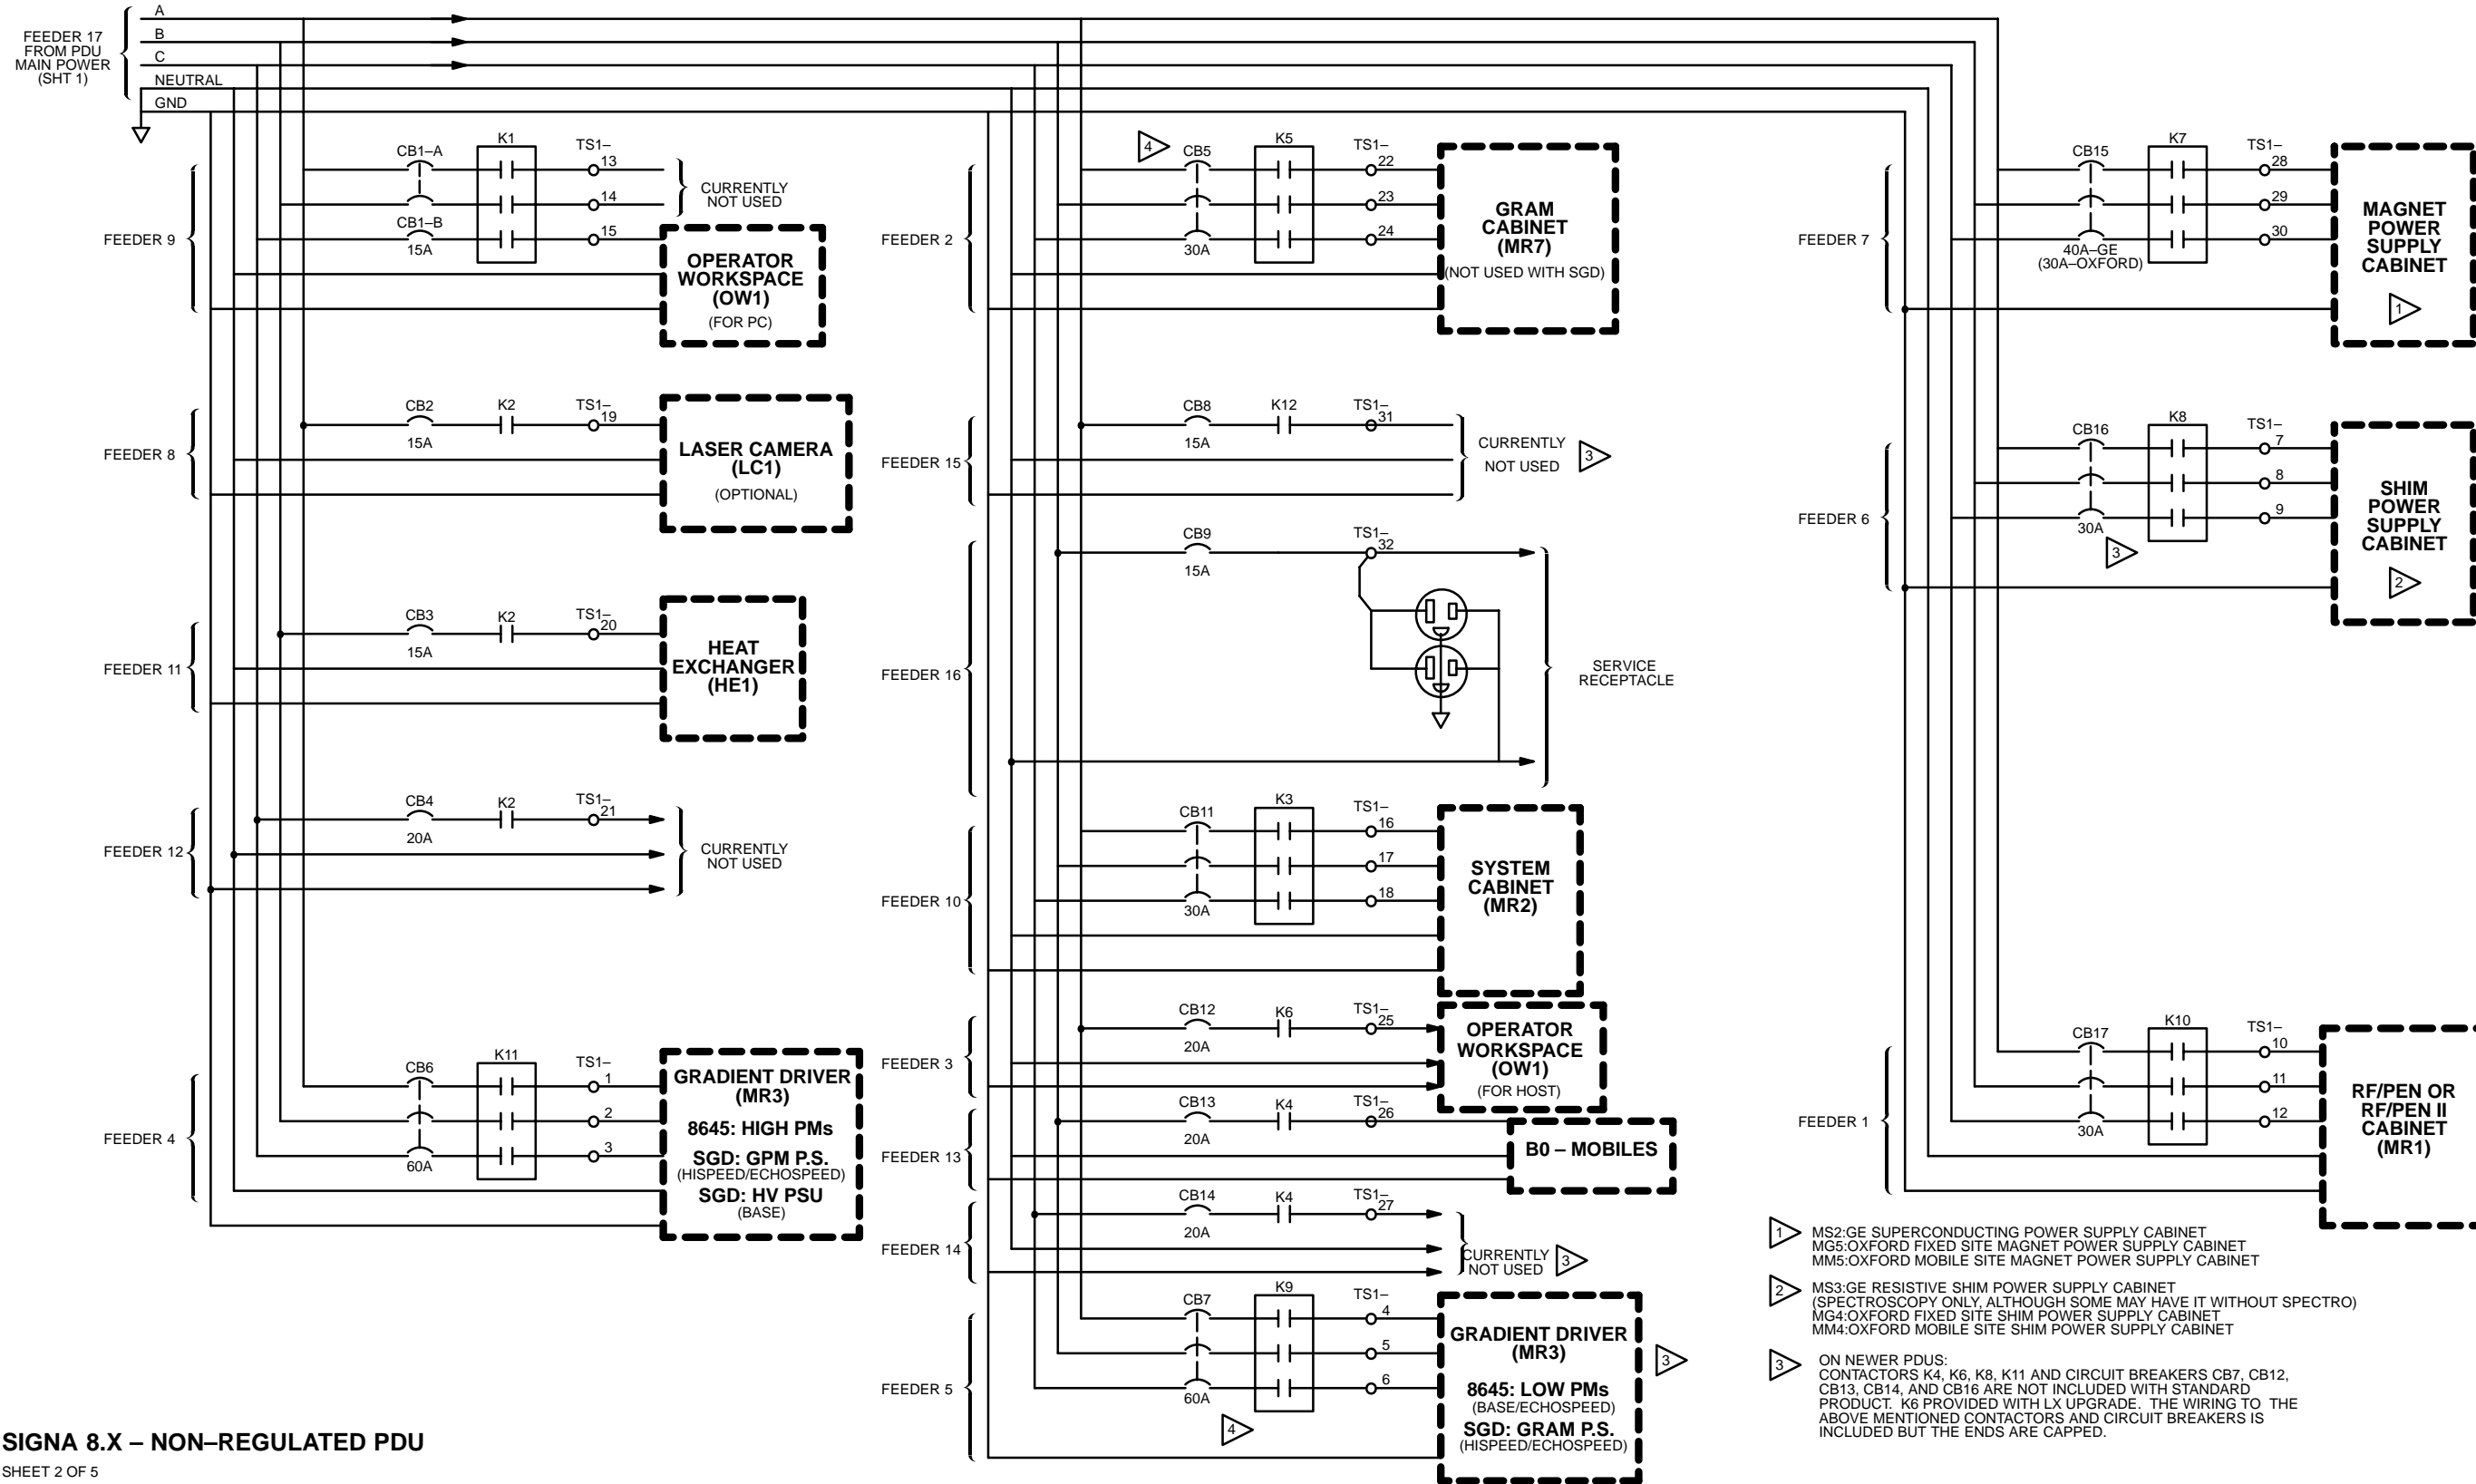 FEEDER 17
FROM PDU
MAIN POWER
(SHT 1)
A
B
C
NEUTRAL
GND
FEEDER 9
CB1–A
K1
TS1–
13
14
CB1–B
15
15A
CURRENTLY
NOT USED
OPERATOR
WORKSPACE
(OW1)
(FOR PC)
FEEDER 8
CB2
K2
TS1–
19
15A
LASER CAMERA
(LC1)
(OPTIONAL)
FEEDER 11
CB3
K2
TS1–
20
15A
HEAT
EXCHANGER
(HE1)
FEEDER 12
CB4
K2
TS1–
21
20A
CURRENTLY
NOT USED
FEEDER 4
CB6
K11
TS1–
1
2
3
60A
GRADIENT DRIVER
(MR3)
8645: HIGH PMs
SGD: GPM P.S.
(HISPEED/ECHOSPEED)
SGD: HV PSU
(BASE)
FEEDER 2
4
CB5
K5
TS1–
22
23
24
30A
GRAM
CABINET
(MR7)
(NOT USED WITH SGD)
FEEDER 15
CB8
K12
TS1–
31
15A
CURRENTLY
NOT USED
3
FEEDER 16
CB9
TS1–
32
15A
SERVICE
RECEPTACLE
FEEDER 10
CB11
K3
TS1–
16
17
18
30A
SYSTEM
CABINET
(MR2)
FEEDER 3
CB12
K6
TS1–
25
20A
OPERATOR
WORKSPACE
(OW1)
(FOR HOST)
FEEDER 13
CB13
K4
TS1–
26
20A
B0 – MOBILES
FEEDER 14
CB14
K4
TS1–
27
20A
CURRENTLY
NOT USED
3
FEEDER 5
CB7
K9
TS1–
4
5
6
60A
4
GRADIENT DRIVER
(MR3)
8645: LOW PMs
(BASE/ECHOSPEED)
SGD: GRAM P.S.
(HISPEED/ECHOSPEED)
3
FEEDER 7
CB15
K7
TS1–
28
29
30
40A–GE
(30A–OXFORD)
MAGNET
POWER
SUPPLY
CABINET
1
FEEDER 6
CB16
K8
TS1–
7
8
9
30A
3
SHIM
POWER
SUPPLY
CABINET
2
FEEDER 1
CB17
K10
TS1–
10
11
12
30A
RF/PEN OR
RF/PEN II
CABINET
(MR1)
1
MS2:GE SUPERCONDUCTING POWER SUPPLY CABINET
MG5:OXFORD FIXED SITE MAGNET POWER SUPPLY CABINET
MM5:OXFORD MOBILE SITE MAGNET POWER SUPPLY CABINET
2
MS3:GE RESISTIVE SHIM POWER SUPPLY CABINET
(SPECTROSCOPY ONLY, ALTHOUGH SOME MAY HAVE IT WITHOUT SPECTRO)
MG4:OXFORD FIXED SITE SHIM POWER SUPPLY CABINET
MM4:OXFORD MOBILE SITE SHIM POWER SUPPLY CABINET
3
ON NEWER PDUS:
CONTACTORS K4, K6, K8, K11 AND CIRCUIT BREAKERS CB7, CB12,
CB13, CB14, AND CB16 ARE NOT INCLUDED WITH STANDARD
PRODUCT. K6 PROVIDED WITH LX UPGRADE. THE WIRING TO THE
ABOVE MENTIONED CONTACTORS AND CIRCUIT BREAKERS IS
INCLUDED BUT THE ENDS ARE CAPPED.
SIGNA 8.X – NON–REGULATED PDU
SHEET 2 OF 5